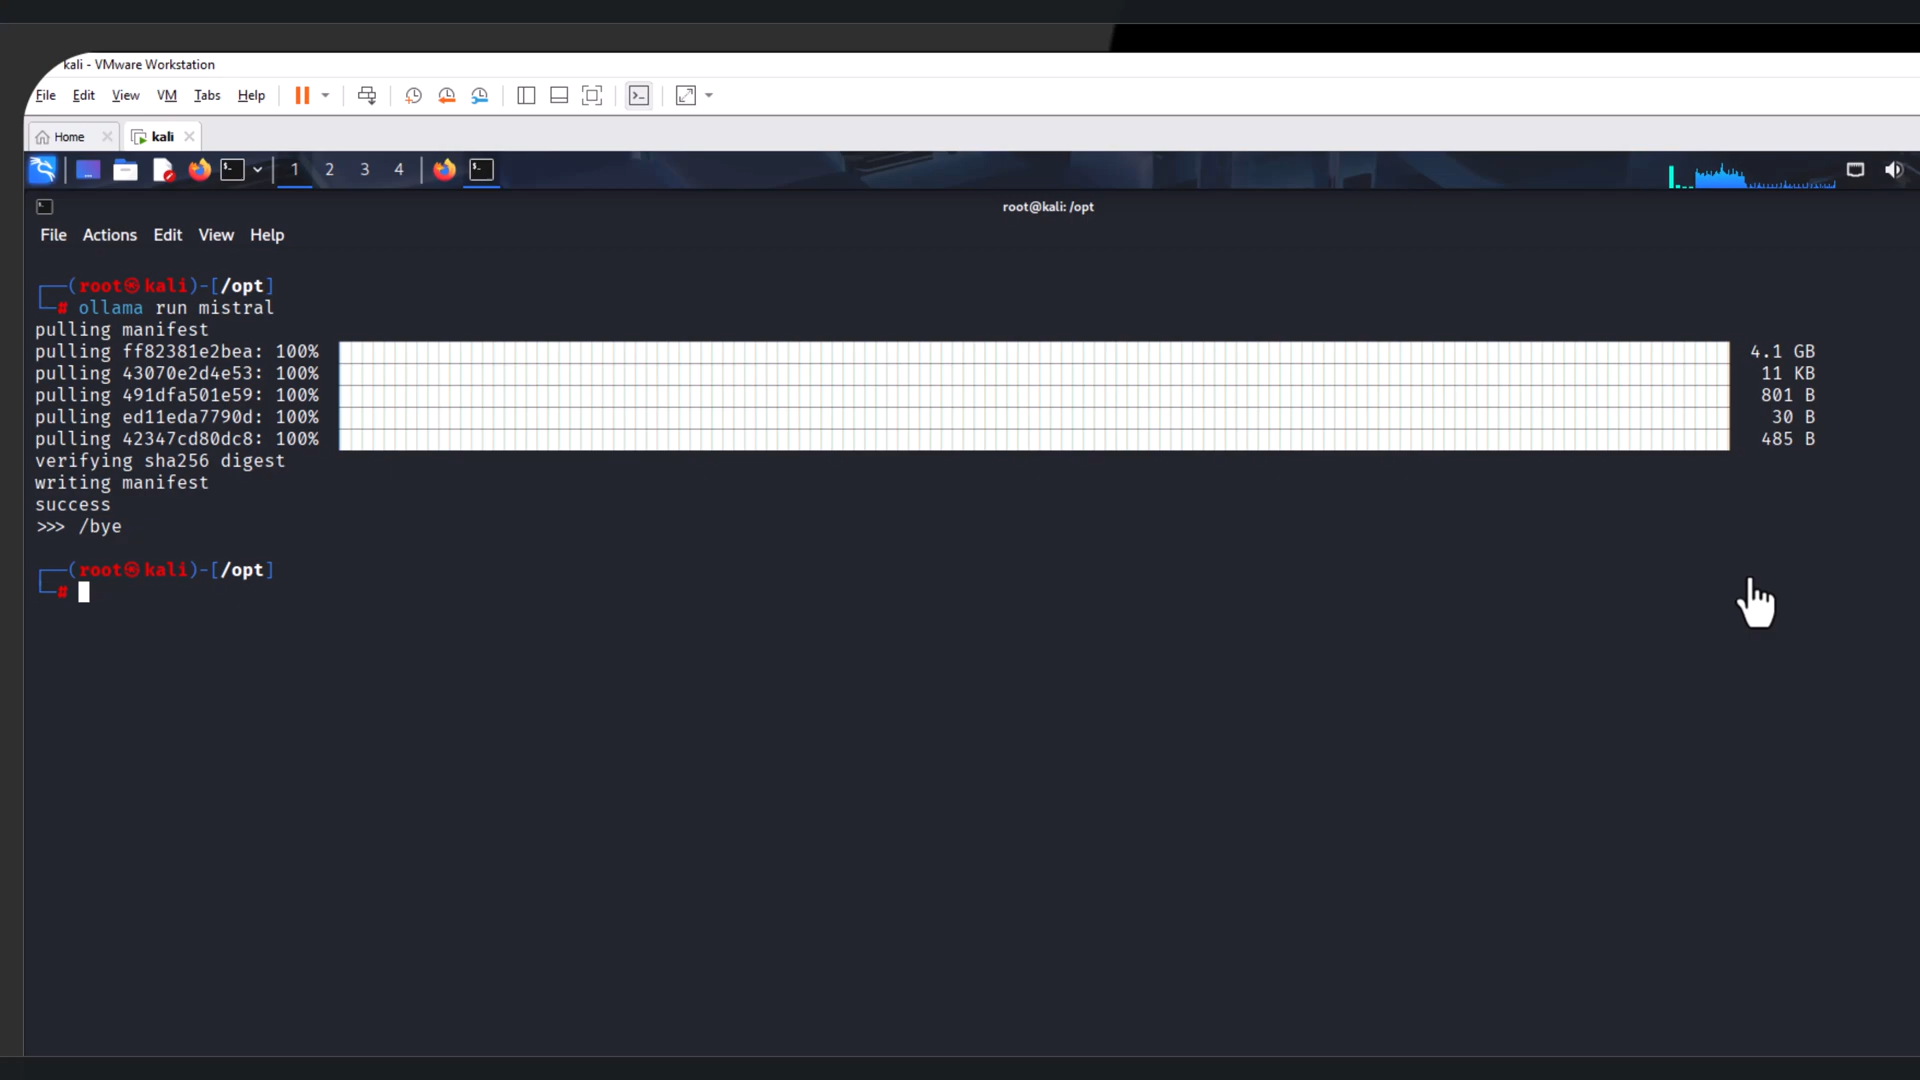 kali - VMware Workstation
File Edit View VM Tabs Help
Home kali
1 2 3 4
root@kali: /opt
File Actions Edit View Help
┌──(root㉿kali)-[/opt]
└─# ollama run mistral
pulling manifest
pulling ff82381e2bea: 100% 4.1 GB
pulling 43070e2d4e53: 100% 11 KB
pulling 491dfa501e59: 100% 801 B
pulling ed11eda7790d: 100% 30 B
pulling 42347cd80dc8: 100% 485 B
verifying sha256 digest
writing manifest
success
>>> /bye
┌──(root㉿kali)-[/opt]
└─#